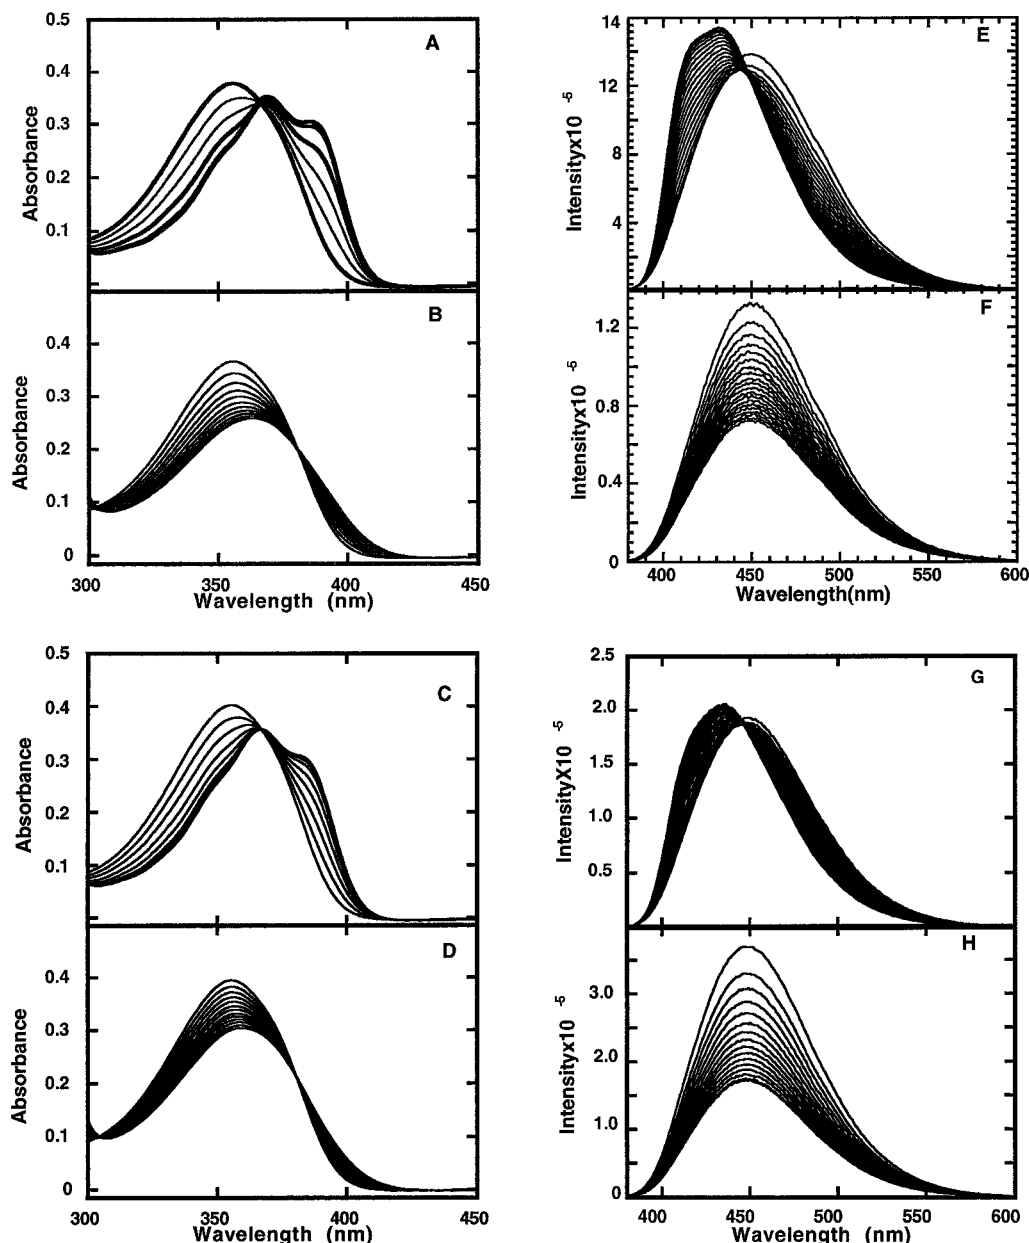 0.5
0.4
0.3
0.2
0.1
Absorbance
A
0.4
0.3
0.2
0.1
0
Absorbance
B
300 350 400 450
Wavelength (nm)
14
12
8
4
Intensityx10 -5
E
1.2
0.8
0.4
0
Intensityx10 -5
F
400 450 500 550 600
Wavelength(nm)
0.5
0.4
0.3
0.2
0.1
Absorbance
C
0.4
0.3
0.2
0.1
0
Absorbance
D
300 350 400 450
Wavelength (nm)
2.5
2.0
1.5
1.0
0.5
IntensityX10 -5
G
3.0
2.0
1.0
0
Intensityx10 -5
H
400 450 500 550 600
Wavelength (nm)